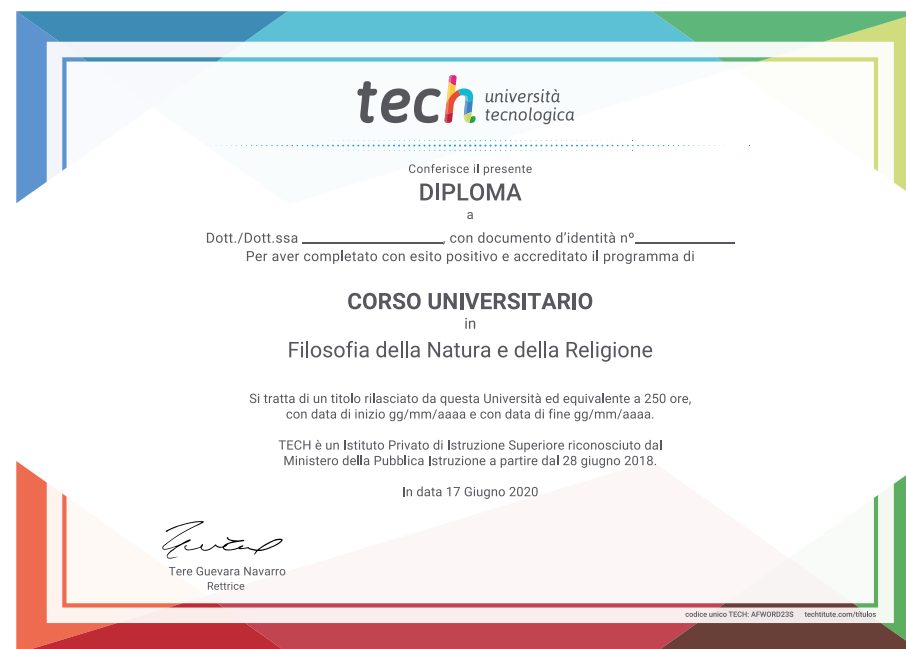 tech università
tecnologica
Conferisce il presente
DIPLOMA
a
Dott./Dott.ssa ____________________, con documento d'identità nº______________
Per aver completato con esito positivo e accreditato il programma di
CORSO UNIVERSITARIO
in
Filosofia della Natura e della Religione
Si tratta di un titolo rilasciato da questa Università ed equivalente a 250 ore,
con data di inizio gg/mm/aaaa e con data di fine gg/mm/aaaa.
TECH è un Istituto Privato di Istruzione Superiore riconosciuto dal
Ministero della Pubblica Istruzione a partire dal 28 giugno 2018.
In data 17 Giugno 2020
Tere Guevara Navarro
Rettrice
codice unico TECH: AFWORD23S techtitute.com/titulos